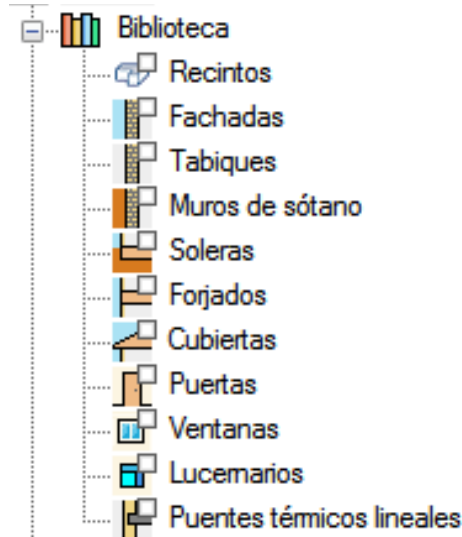 Biblioteca
Recintos
Fachadas
Tabiques
Muros de sótano
Soleras
Forjados
Cubiertas
Puertas
Ventanas
Lucernarios
Puentes térmicos lineales